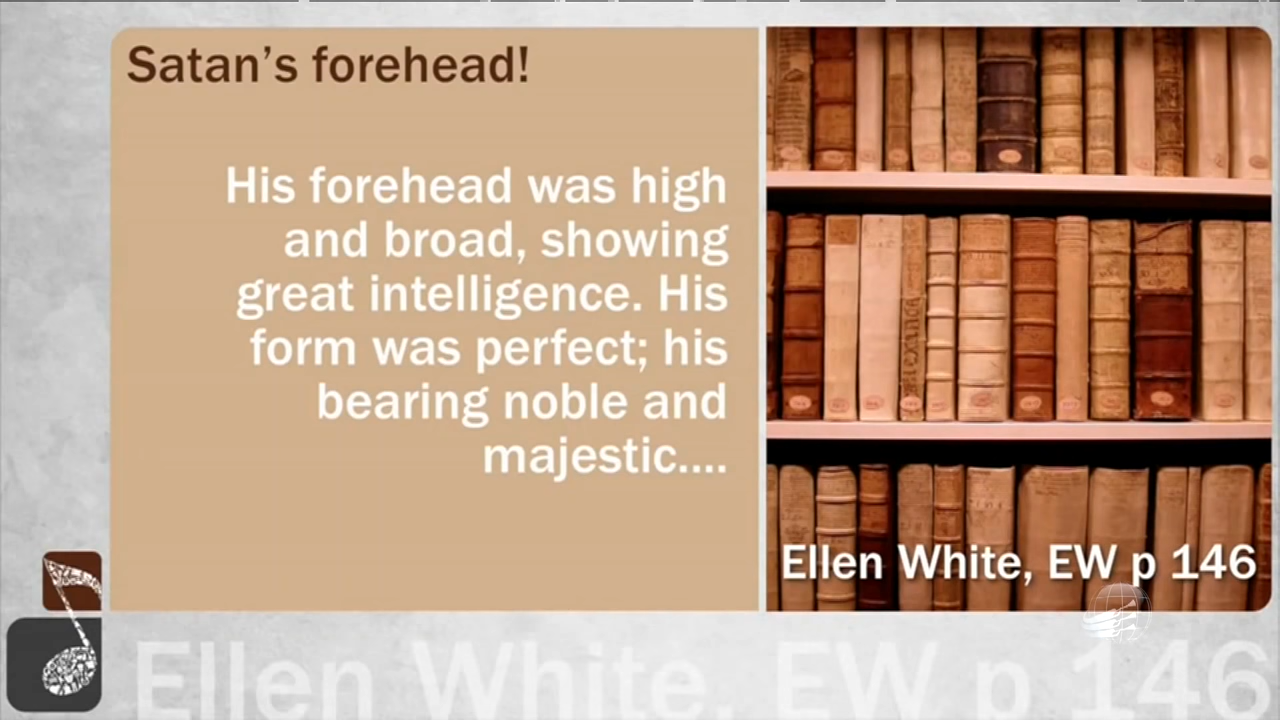 Satan’s forehead!
His forehead was high
and broad, showing
great intelligence. His
form was perfect; his
bearing noble and
majestic....
Ellen White, EW p 146
Ellen White, EW p 146